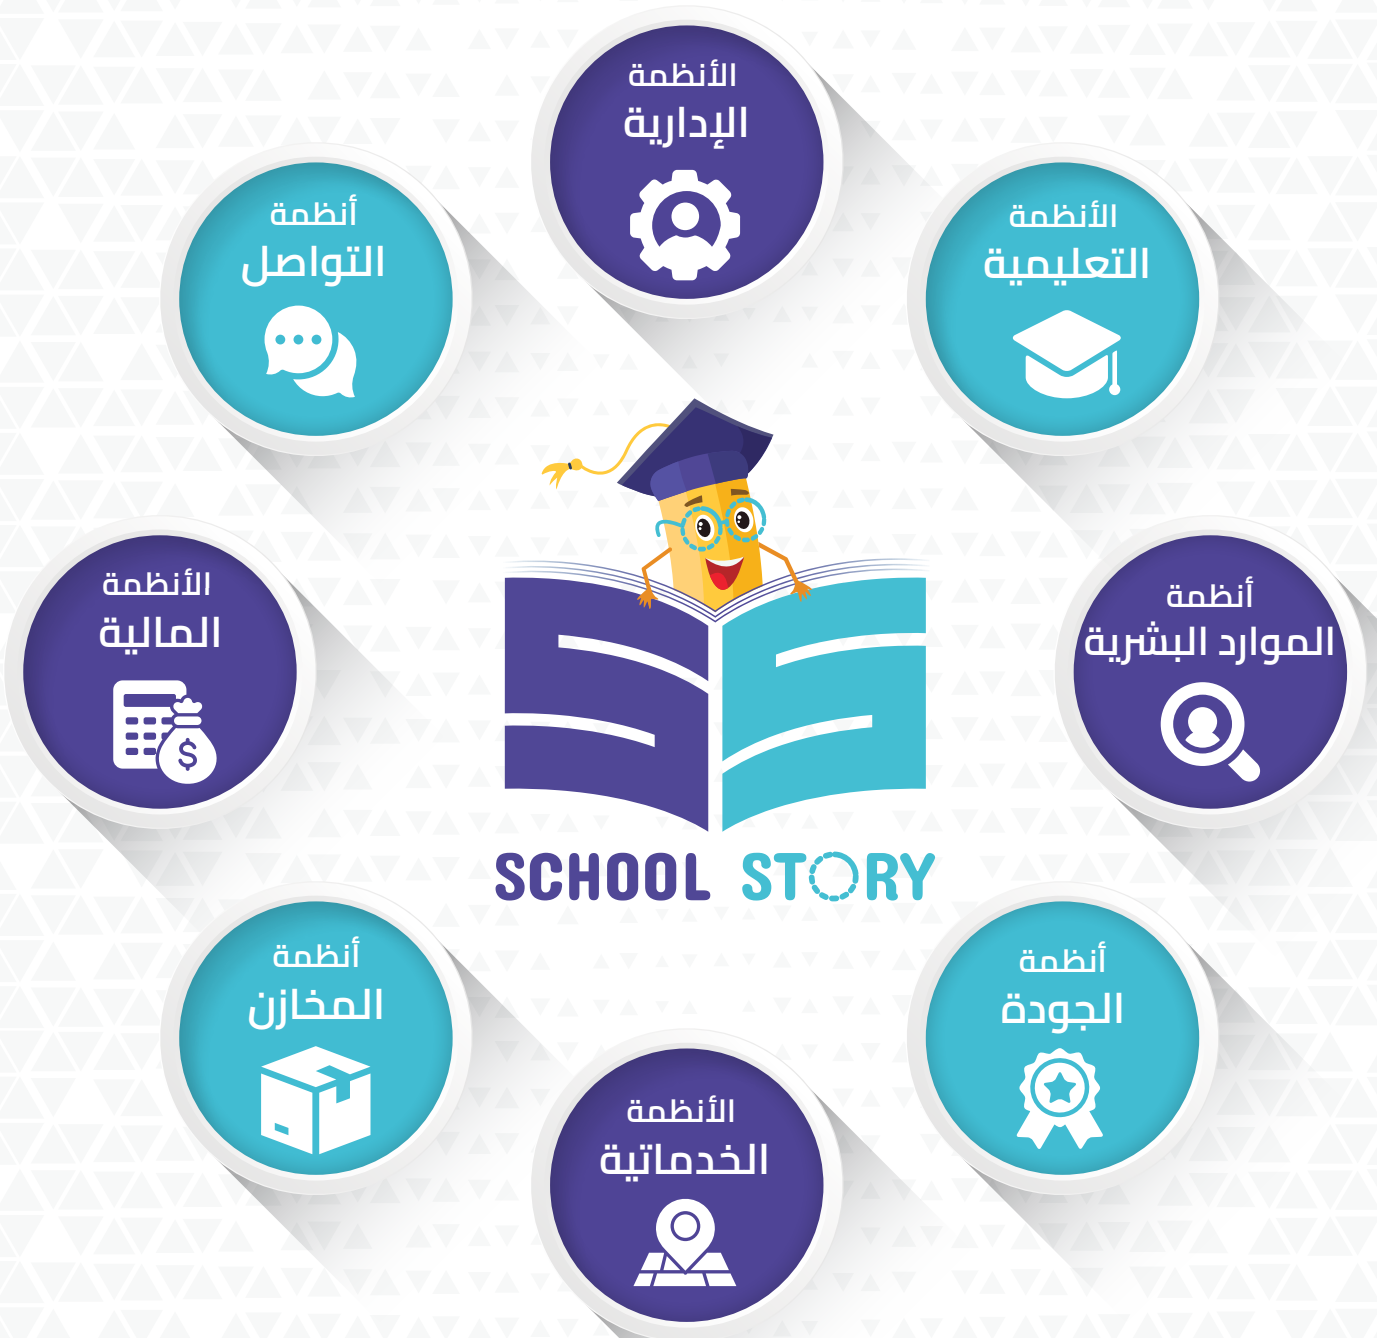 الأنظمة
الإدارية
الأنظمة
التعليمية
أنظمة
التواصل
أنظمة
الموارد البشرية
الأنظمة
المالية
SCHOOL STORY
أنظمة
الجودة
أنظمة
المخازن
الأنظمة
الخدماتية